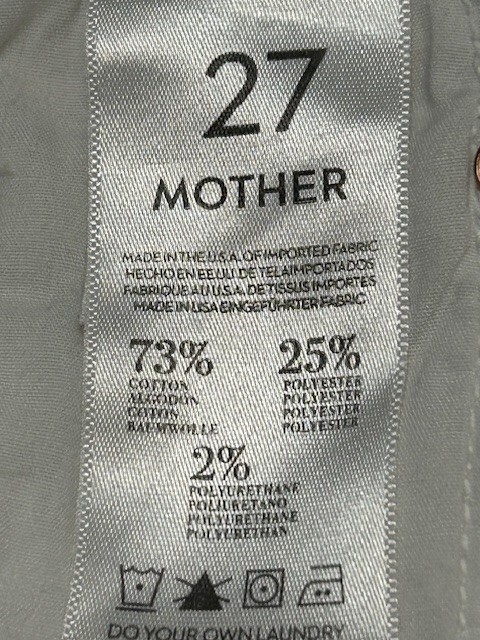 27
MOTHER
MADE IN THE U.S.A. OF IMPORTED FABRIC
HECHO EN EE.UU. DE TELA IMPORTADOS
FABRIQUE AU U.S.A. DE TISSUS IMPORTES
MADE IN USA EINGEFÜHRTER FABRIC
73% 25%
COTTON POLYESTER
ALGODON POLYESTER
COTON POLYESTER
BAUMWOLLE POLYESTER
2%
POLYURETHANE
POLIURETANO
POLYURETHANE
POLYURETHAN
DO YOUR OWN LAUNDRY